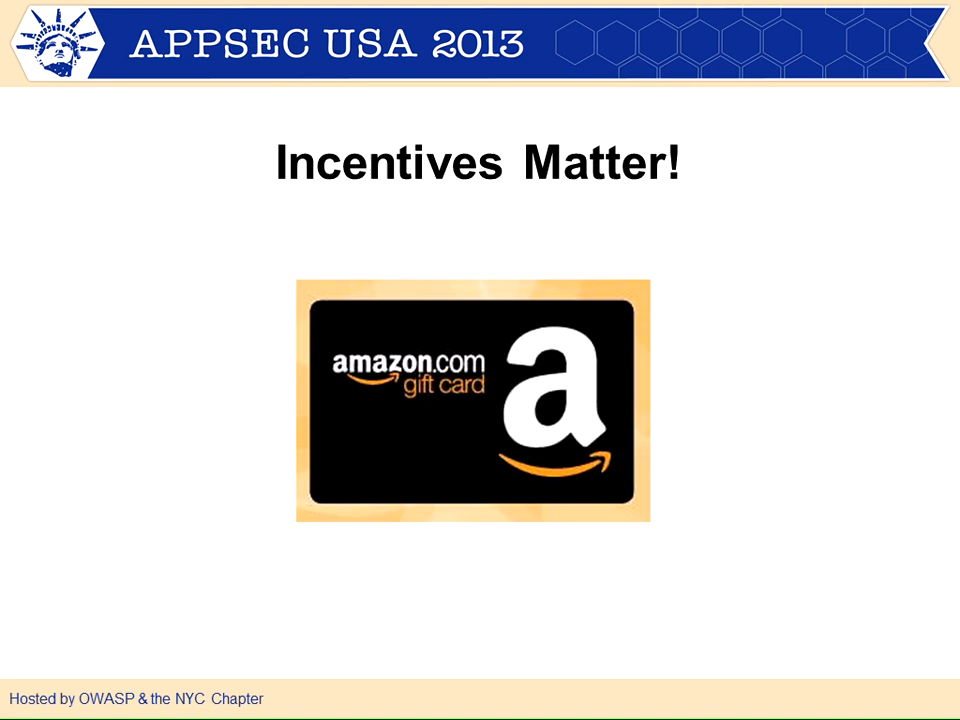 APPSEC USA 2013
Incentives Matter!
amazon.com
gift card
a
Hosted by OWASP & the NYC Chapter